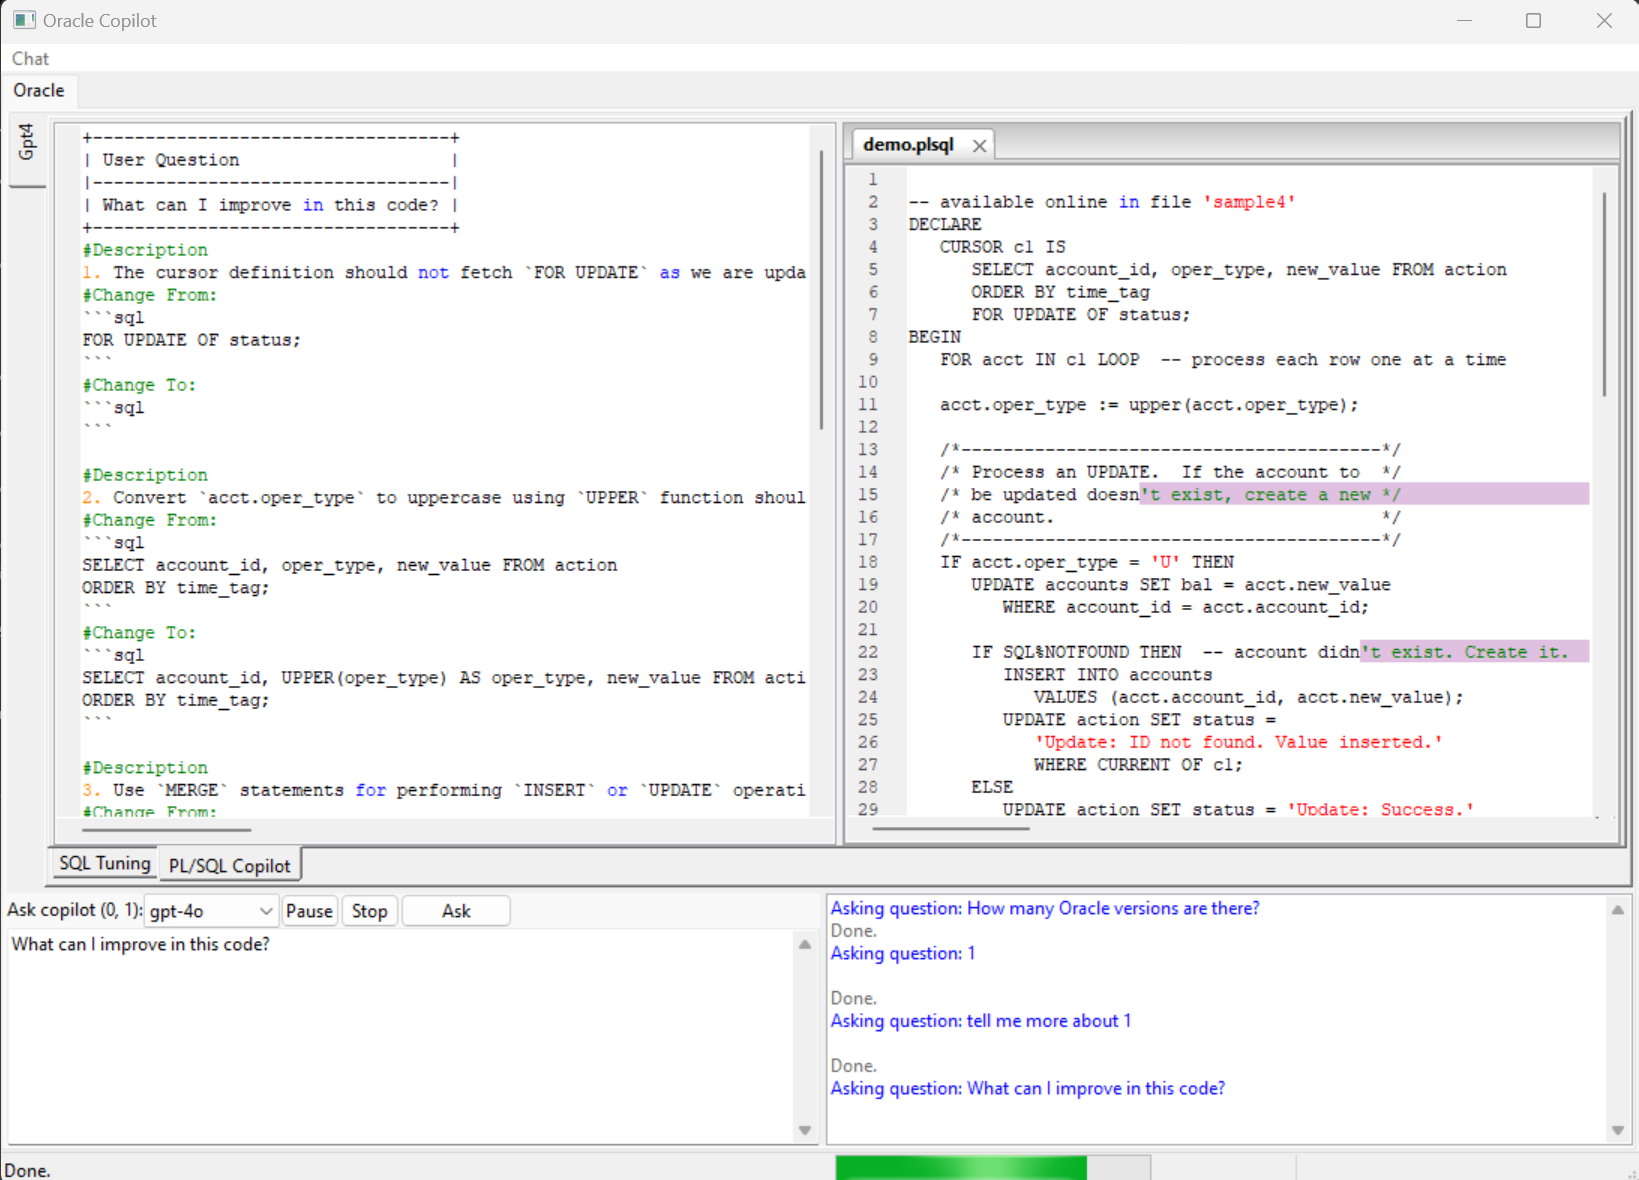 Oracle Copilot
Chat
Oracle
Gpt4
+----------------------------------+
| User Question                    |
|----------------------------------|
| What can I improve in this code? |
+----------------------------------+
#Description
1. The cursor definition should not fetch `FOR UPDATE` as we are upda
#Change From:
```sql
FOR UPDATE OF status;
```
#Change To:
```sql
```
#Description
2. Convert `acct.oper_type` to uppercase using `UPPER` function shoul
#Change From:
```sql
SELECT account_id, oper_type, new_value FROM action
ORDER BY time_tag;
```
#Change To:
```sql
SELECT account_id, UPPER(oper_type) AS oper_type, new_value FROM acti
ORDER BY time_tag;
```
#Description
3. Use `MERGE` statements for performing `INSERT` or `UPDATE` operati
#Change From:
demo.plsql
1
2 -- available online in file 'sample4'
3 DECLARE
4    CURSOR c1 IS
5       SELECT account_id, oper_type, new_value FROM action
6       ORDER BY time_tag
7       FOR UPDATE OF status;
8 BEGIN
9    FOR acct IN c1 LOOP  -- process each row one at a time
10
11    acct.oper_type := upper(acct.oper_type);
12
13    /*----------------------------------------*/
14    /* Process an UPDATE.  If the account to  */
15    /* be updated doesn't exist, create a new */
16    /* account.                               */
17    /*----------------------------------------*/
18    IF acct.oper_type = 'U' THEN
19       UPDATE accounts SET bal = acct.new_value
20          WHERE account_id = acct.account_id;
21
22       IF SQL%NOTFOUND THEN  -- account didn't exist. Create it.
23          INSERT INTO accounts
24             VALUES (acct.account_id, acct.new_value);
25          UPDATE action SET status =
26             'Update: ID not found. Value inserted.'
27             WHERE CURRENT OF c1;
28       ELSE
29          UPDATE action SET status = 'Update: Success.'
SQL Tuning PL/SQL Copilot
Ask copilot (0, 1): gpt-4o Pause Stop Ask
What can I improve in this code?
Asking question: How many Oracle versions are there?
Done.
Asking question: 1
Done.
Asking question: tell me more about 1
Done.
Asking question: What can I improve in this code?
Done.